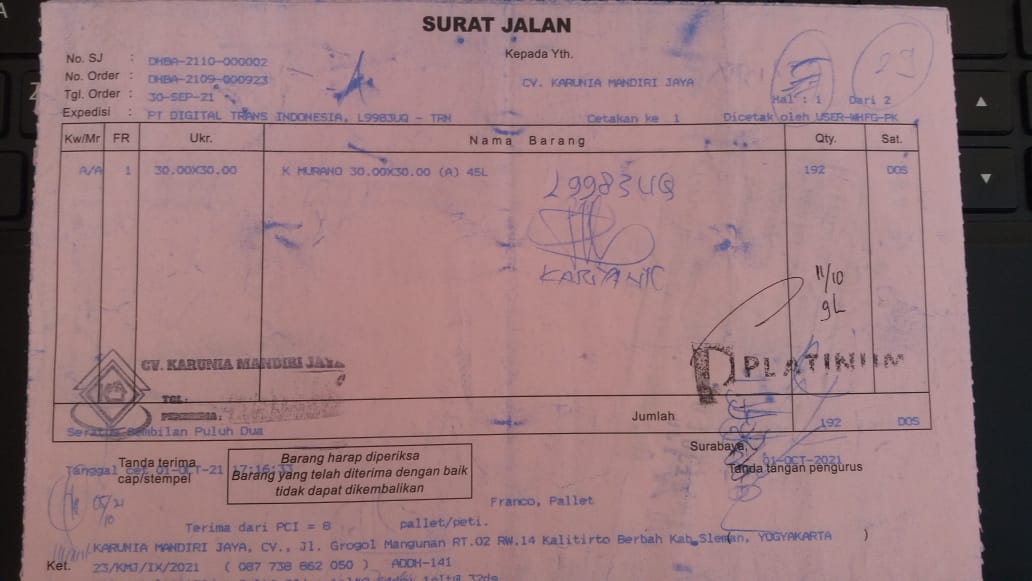 SURAT JALAN
No. SJ : DHBA-2110-000002
Kepada Yth.
No. Order : DHBA-2109-000923
CV. KARUNIA MANDIRI JAYA
29
Tgl. Order : 30-SEP-21
Hal : 1 Dari 2
Expedisi : PT DIGITAL TRANS INDONESIA, L9983UQ - TRN
Cetakan ke 1 Dicetak oleh USER-WHFG-PK
Kw/Mr FR Ukr. Nama Barang Qty. Sat.
A/A 1 30.00X30.00 K MURANO 30.00X30.00 (A) 45L 192 DOS
L9983UQ
11/10
gL
CV. KARUNIA MANDIRI JAYA
PLATINUM
TGL :
PENERIMA :
Jumlah 192 DOS
Seratus Sembilan Puluh Dua
Surabaya, 01-OCT-2021
Tanggal cet 01-OCT-21 17:16:33
Tanda terima
cap/stempel
Barang harap diperiksa
Barang yang telah diterima dengan baik
tidak dapat dikembalikan
Tanda tangan pengurus
05/21
/10
Franco, Pallet
Terima dari PCI = 8 pallet/peti.
( )
KARUNIA MANDIRI JAYA, CV., Jl. Grogol Mangunan RT.02 RW.14 Kalitirto Berbah Kab.Sleman, YOGYAKARTA
Ket. 23/KMJ/IX/2021 ( 087 738 862 050 ) ADDH-141